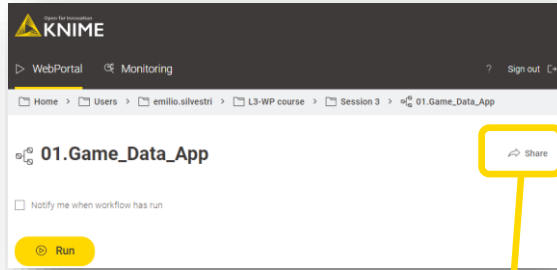 Open for Innovation
KNIME
WebPortal Monitoring ? Sign out
Home > Users > emilio.silvestri > L3-WP course > Session 3 > 01.Game_Data_App
01.Game_Data_App Share
Notify me when workflow has run
Run